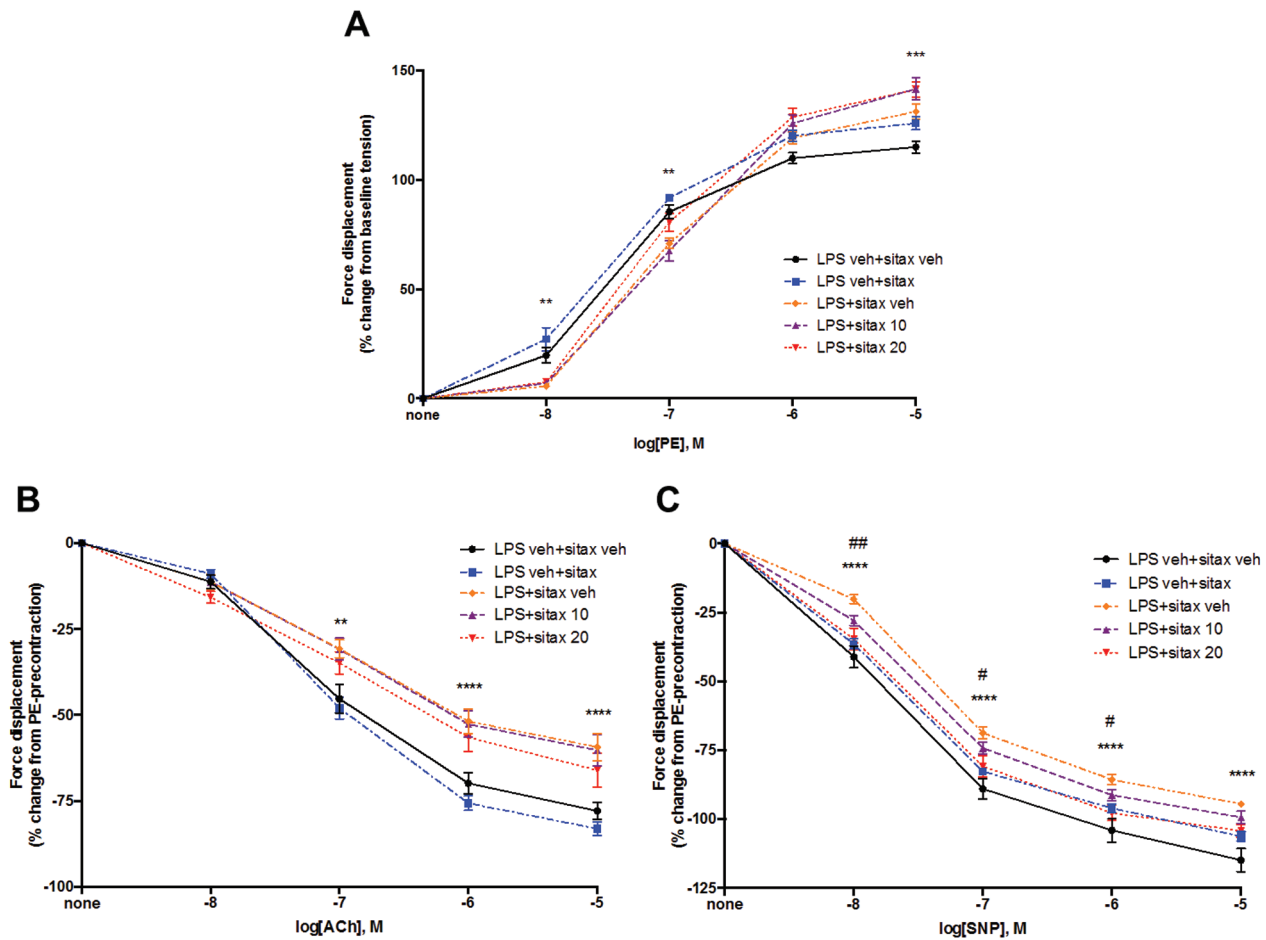 A
***
150
**
100
**
50
0
Force displacement
(% change from baseline tension)
LPS veh+sitax veh
LPS veh+sitax
LPS+sitax veh
LPS+sitax 10
LPS+sitax 20
none
-8
-7
-6
-5
log[PE], M
B
0
-25
-50
-75
-100
Force displacement
(% change from PE-precontraction)
LPS veh+sitax veh
LPS veh+sitax
LPS+sitax veh
LPS+sitax 10
LPS+sitax 20
**
****
****
none
-8
-7
-6
-5
log[ACh], M
C
0
-25
-50
-75
-100
-125
Force displacement
(% change from PE-precontraction)
##
****
#
****
#
****
****
LPS veh+sitax veh
LPS veh+sitax
LPS+sitax veh
LPS+sitax 10
LPS+sitax 20
none
-8
-7
-6
-5
log[SNP], M